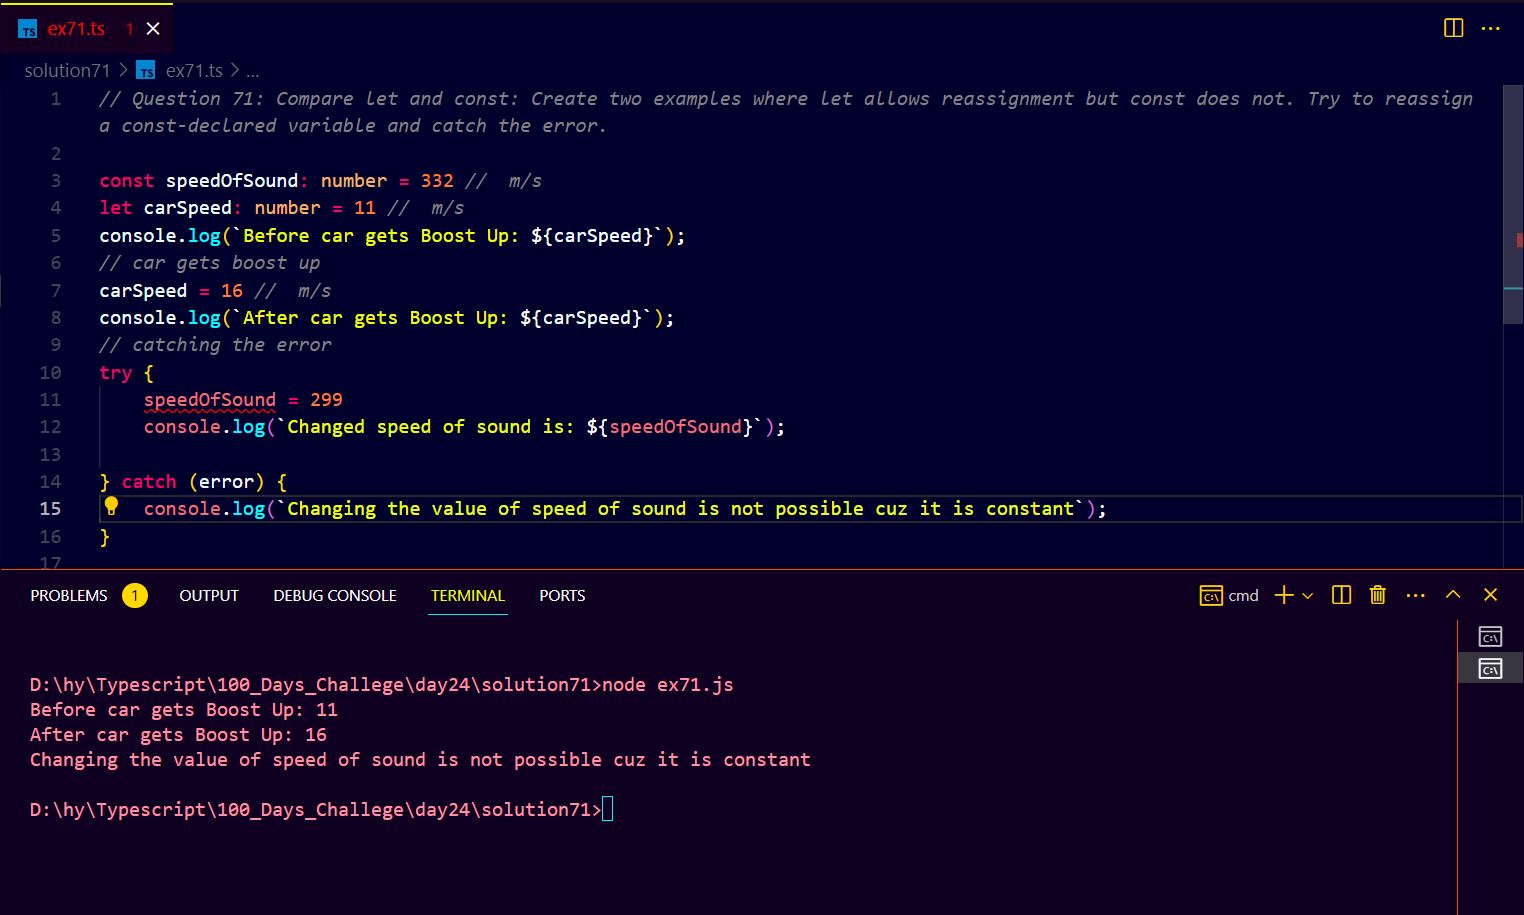 TS ex71.ts 1
solution71 > TS ex71.ts > ...
1 // Question 71: Compare let and const: Create two examples where let allows reassignment but const does not. Try to reassign
a const-declared variable and catch the error.
2
3 const speedOfSound: number = 332 //  m/s
4 let carSpeed: number = 11 //  m/s
5 console.log(`Before car gets Boost Up: ${carSpeed}`);
6 // car gets boost up
7 carSpeed = 16 //  m/s
8 console.log(`After car gets Boost Up: ${carSpeed}`);
9 // catching the error
10 try {
11     speedOfSound = 299
12     console.log(`Changed speed of sound is: ${speedOfSound}`);
13
14 } catch (error) {
15     console.log(`Changing the value of speed of sound is not possible cuz it is constant`);
16 }
17
PROBLEMS 1 OUTPUT DEBUG CONSOLE TERMINAL PORTS cmd
D:\hy\Typescript\100_Days_Challege\day24\solution71>node ex71.js
Before car gets Boost Up: 11
After car gets Boost Up: 16
Changing the value of speed of sound is not possible cuz it is constant
D:\hy\Typescript\100_Days_Challege\day24\solution71>